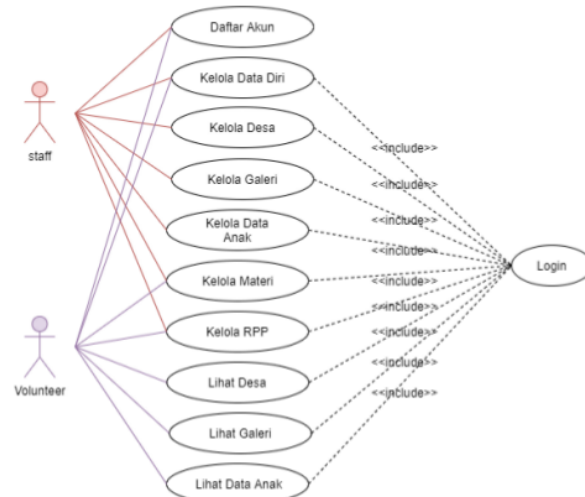 Daftar Akun
Kelola Data Diri
staff
Kelola Desa
<<include>>
Kelola Galeri
<<include>>
Kelola Data
Anak
<<include>>
<<include>>
Login
Kelola Materi
<<include>>
<<include>>
Kelola RPP
<<include>>
<<include>>
Volunteer
Lihat Desa
<<include>>
Lihat Galeri
Lihat Data Anak